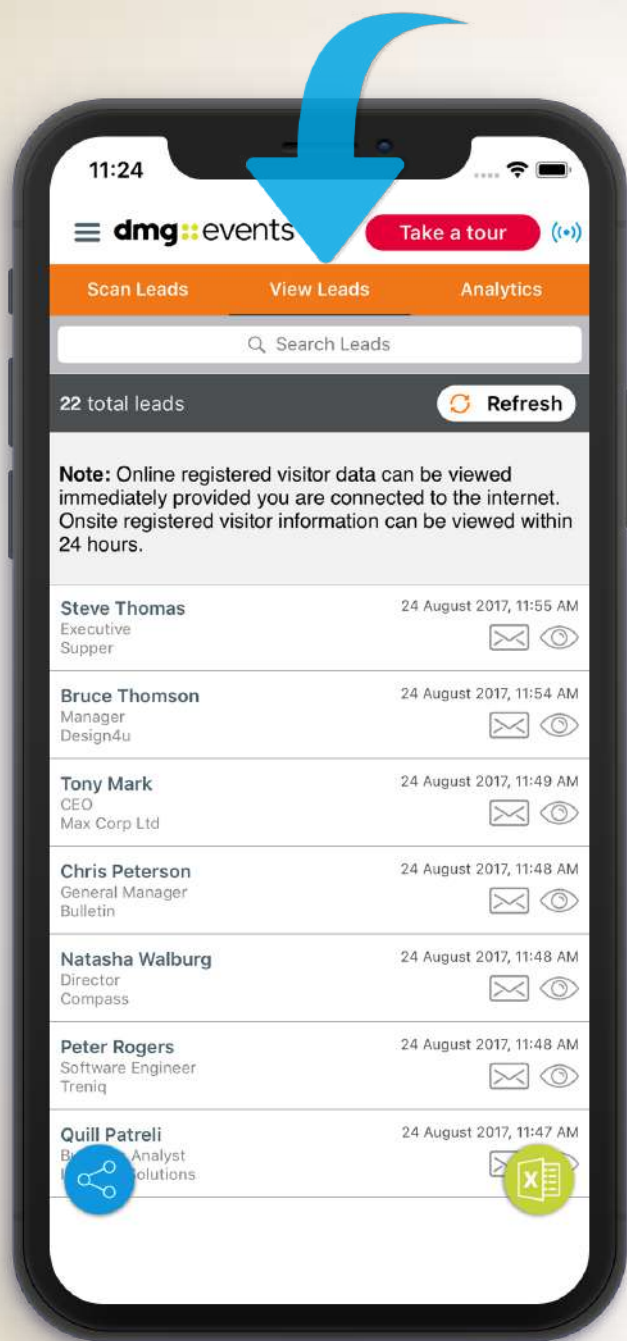 11:24
dmg::events
Take a tour
Scan Leads
View Leads
Analytics
Search Leads
22 total leads
Refresh
Note: Online registered visitor data can be viewed
immediately provided you are connected to the internet.
Onsite registered visitor information can be viewed within
24 hours.
Steve Thomas
24 August 2017, 11:55 AM
Executive
Supper
Bruce Thomson
24 August 2017, 11:54 AM
Manager
Design4u
Tony Mark
24 August 2017, 11:49 AM
CEO
Max Corp Ltd
Chris Peterson
24 August 2017, 11:48 AM
General Manager
Bulletin
Natasha Walburg
24 August 2017, 11:48 AM
Director
Compass
Peter Rogers
24 August 2017, 11:48 AM
Software Engineer
Treniq
Quill Patreli
24 August 2017, 11:47 AM
Analyst
X